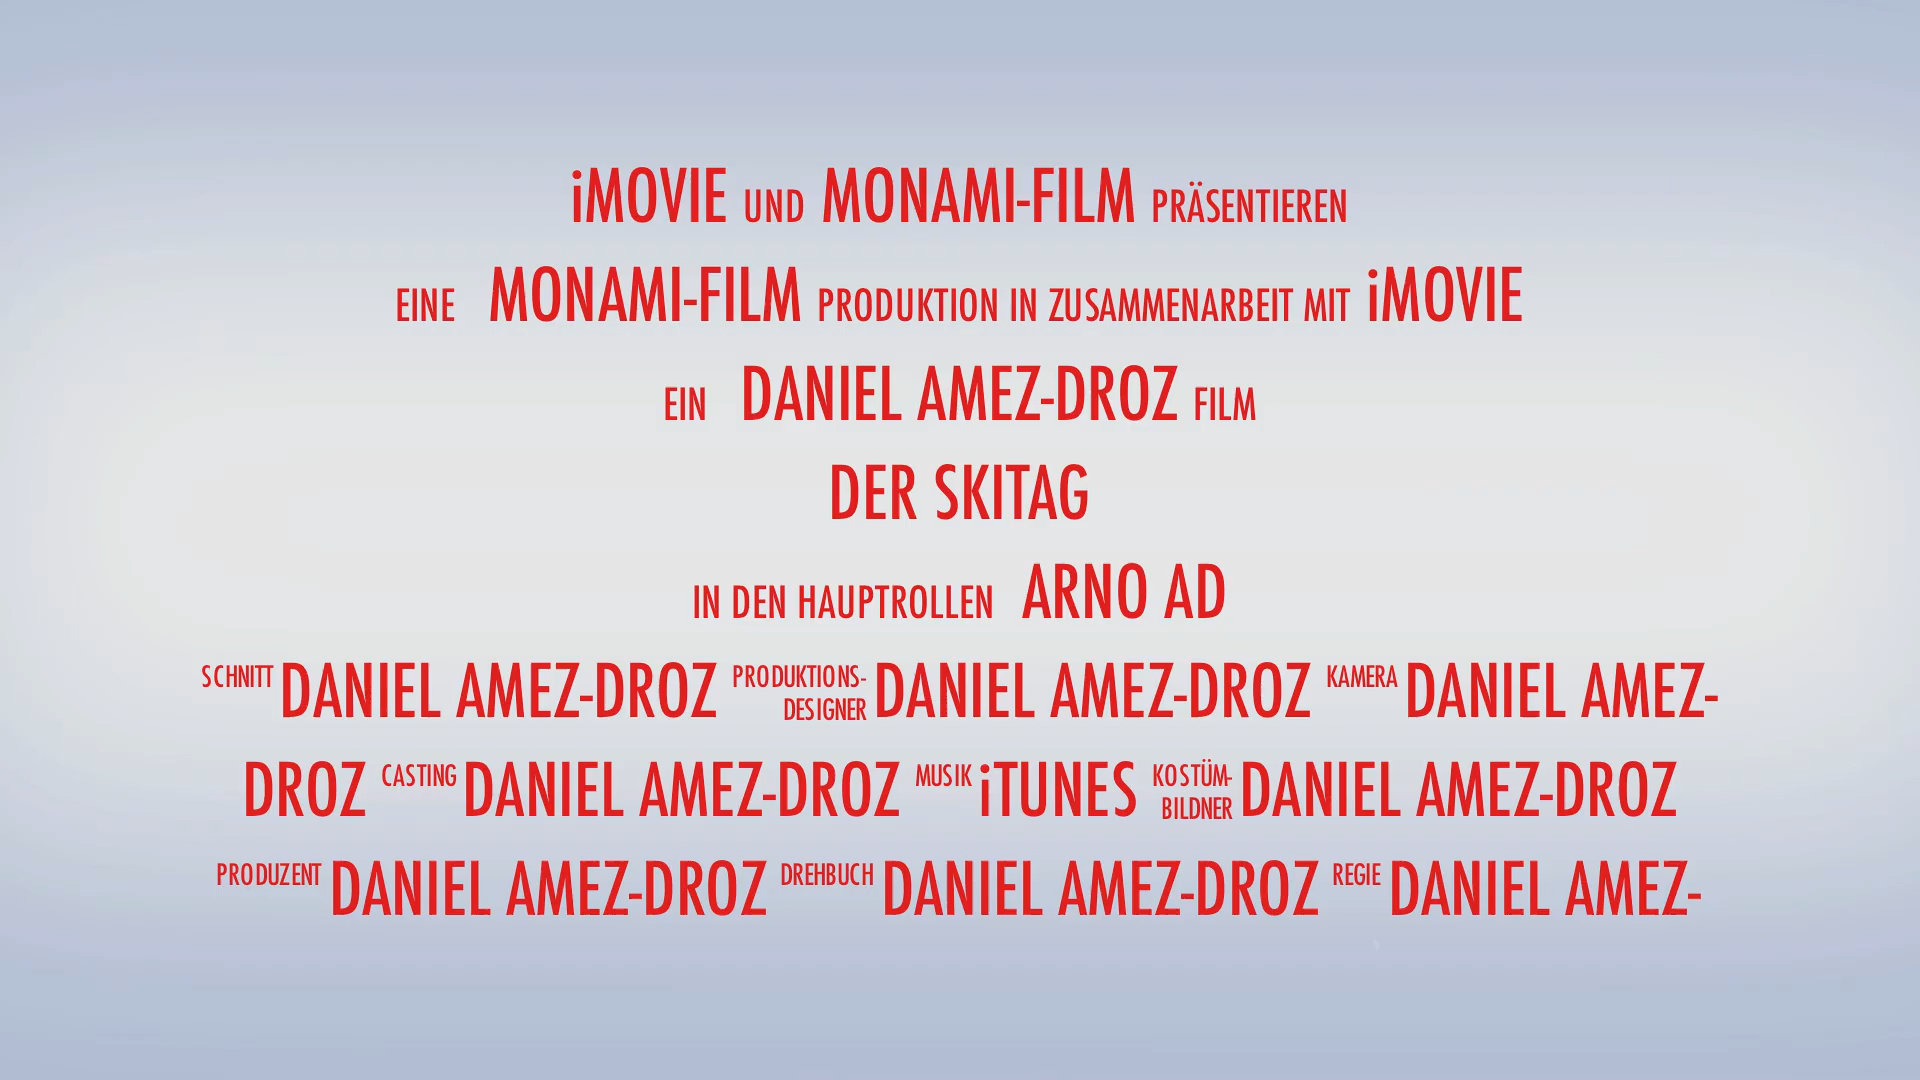 iMOVIE UND MONAMI-FILM PRÄSENTIEREN
EINE MONAMI-FILM PRODUKTION IN ZUSAMMENARBEIT MIT iMOVIE
EIN DANIEL AMEZ-DROZ FILM
DER SKITAG
IN DEN HAUPTROLLEN ARNO AD
SCHNITT DANIEL AMEZ-DROZ PRODUKTIONS-DESIGNER DANIEL AMEZ-DROZ KAMERA DANIEL AMEZ-
DROZ CASTING DANIEL AMEZ-DROZ MUSIK iTUNES KOSTÜM-BILDNER DANIEL AMEZ-DROZ
PRODUZENT DANIEL AMEZ-DROZ DREHBUCH DANIEL AMEZ-DROZ REGIE DANIEL AMEZ-